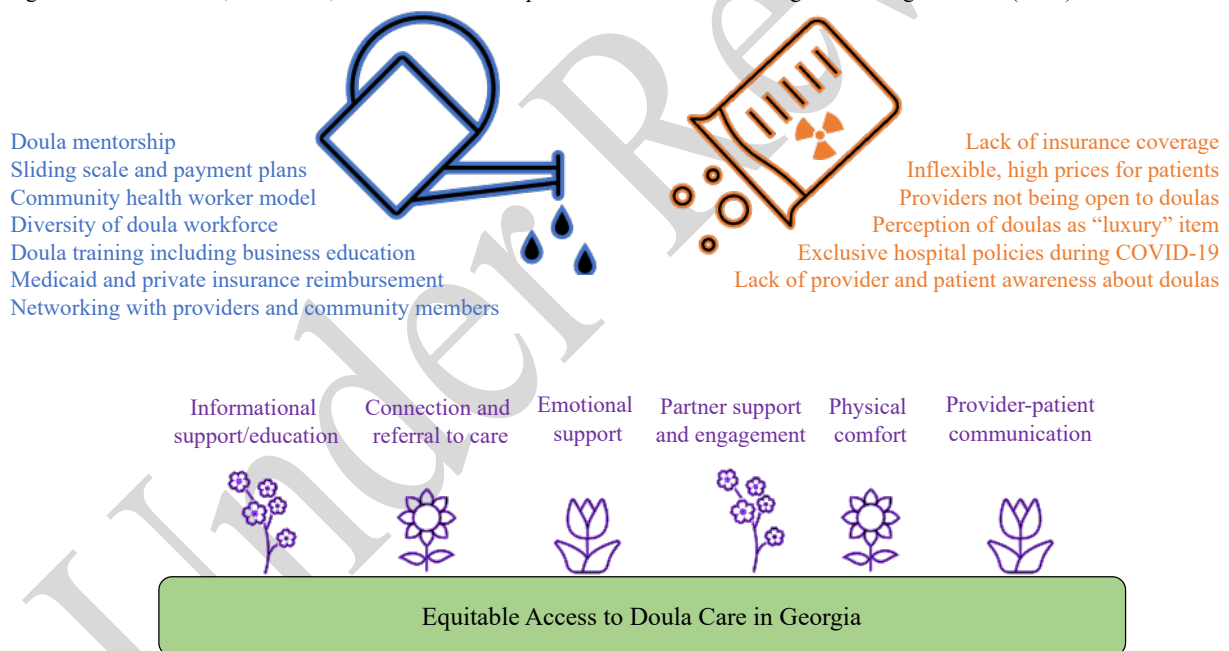 Doula mentorship
Sliding scale and payment plans
Community health worker model
Diversity of doula workforce
Doula training including business education
Medicaid and private insurance reimbursement
Networking with providers and community members
Lack of insurance coverage
Inflexible, high prices for patients
Providers not being open to doulas
Perception of doulas as “luxury” item
Exclusive hospital policies during COVID-19
Lack of provider and patient awareness about doulas
Informational
support/education
Connection and
referral to care
Emotional
support
Partner support
and engagement
Physical
comfort
Provider-patient
communication
Equitable Access to Doula Care in Georgia
Under Rev